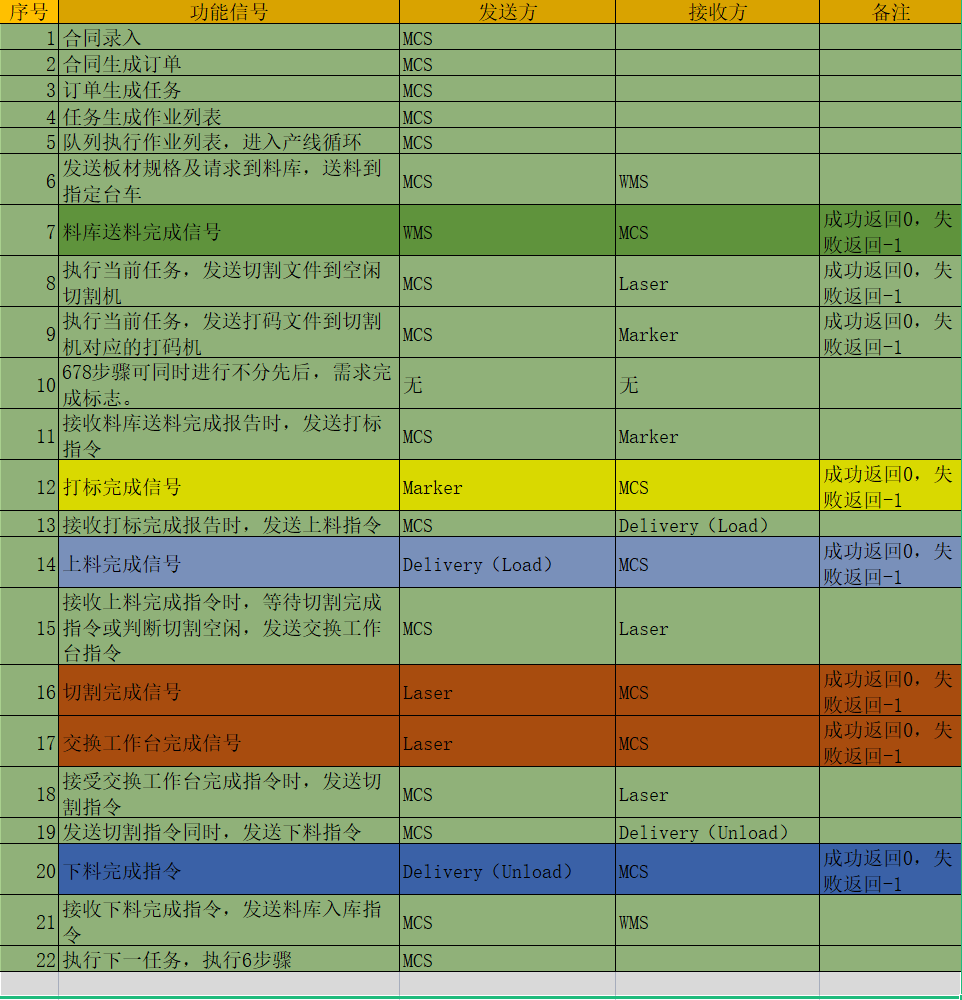 序号 功能信号 发送方 接收方 备注
1 合同录入 MCS
2 合同生成订单 MCS
3 订单生成任务 MCS
4 任务生成作业列表 MCS
5 队列执行作业列表，进入产线循环 MCS
发送板材规格及请求到料库，送料到
6 MCS WMS
指定台车
成功返回0，失
7 料库送料完成信号 WMS MCS
败返回-1
执行当前任务，发送切割文件到空闲 成功返回0，失
8 MCS Laser
切割机 败返回-1
执行当前任务，发送打码文件到切割 成功返回0，失
9 MCS Marker
机对应的打码机 败返回-1
678步骤可同时进行不分先后，需求完
10 无 无
成标志。
接收料库送料完成报告时，发送打标
11 MCS Marker
指令
成功返回0，失
12 打标完成信号 Marker MCS
败返回-1
13 接收打标完成报告时，发送上料指令 MCS Delivery（Load）
成功返回0，失
14 上料完成信号 Delivery（Load） MCS
败返回-1
接收上料完成指令时，等待切割完成
15 指令或判断切割空闲，发送交换工作 MCS Laser
台指令
成功返回0，失
16 切割完成信号 Laser MCS
败返回-1
成功返回0，失
17 交换工作台完成信号 Laser MCS
败返回-1
接受交换工作台完成指令时，发送切
18 MCS Laser
割指令
19 发送切割指令同时，发送下料指令 MCS Delivery（Unload）
成功返回0，失
20 下料完成指令 Delivery（Unload） MCS
败返回-1
接收下料完成指令，发送料库入库指
21 MCS WMS
令
22 执行下一任务，执行6步骤 MCS